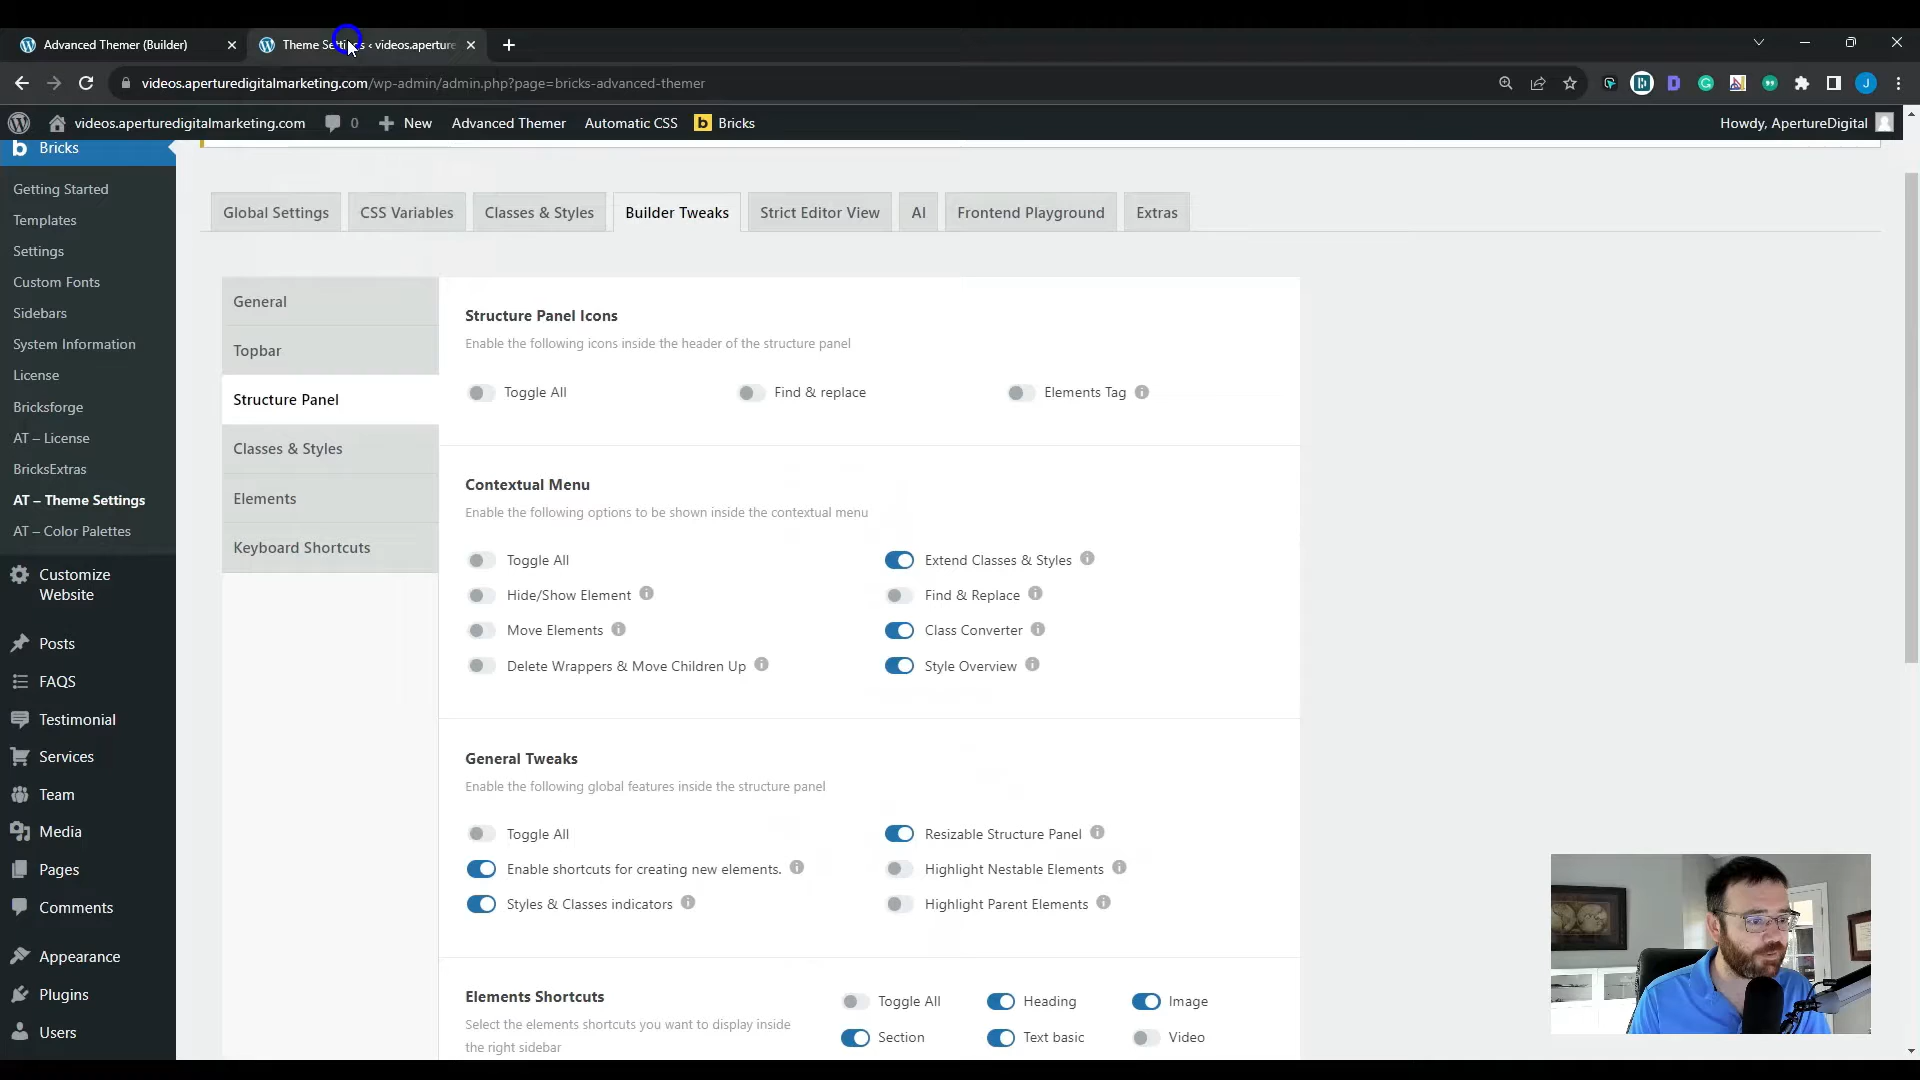 Advanced Themer (Builder)
Theme Settings ‹ videos.aperture
videos.aperturedigitalmarketing.com/wp-admin/admin.php?page=bricks-advanced-themer
J
videos.aperturedigitalmarketing.com
0
New
Advanced Themer
Automatic CSS
b Bricks
Howdy, ApertureDigital
b Bricks
Getting Started
Templates
Settings
Custom Fonts
Sidebars
System Information
License
Bricksforge
AT – License
BricksExtras
AT – Theme Settings
AT – Color Palettes
Customize
Website
Posts
FAQS
Testimonial
Services
Team
Media
Pages
Comments
Appearance
Plugins
Users
Global Settings
CSS Variables
Classes & Styles
Builder Tweaks
Strict Editor View
AI
Frontend Playground
Extras
General
Topbar
Structure Panel
Classes & Styles
Elements
Keyboard Shortcuts
Structure Panel Icons
Enable the following icons inside the header of the structure panel
Toggle All
Find & replace
Elements Tag
Contextual Menu
Enable the following options to be shown inside the contextual menu
Toggle All
Extend Classes & Styles
Hide/Show Element
Find & Replace
Move Elements
Class Converter
Delete Wrappers & Move Children Up
Style Overview
General Tweaks
Enable the following global features inside the structure panel
Toggle All
Resizable Structure Panel
Enable shortcuts for creating new elements.
Highlight Nestable Elements
Styles & Classes indicators
Highlight Parent Elements
Elements Shortcuts
Select the elements shortcuts you want to display inside
the right sidebar
Toggle All
Heading
Image
Section
Text basic
Video